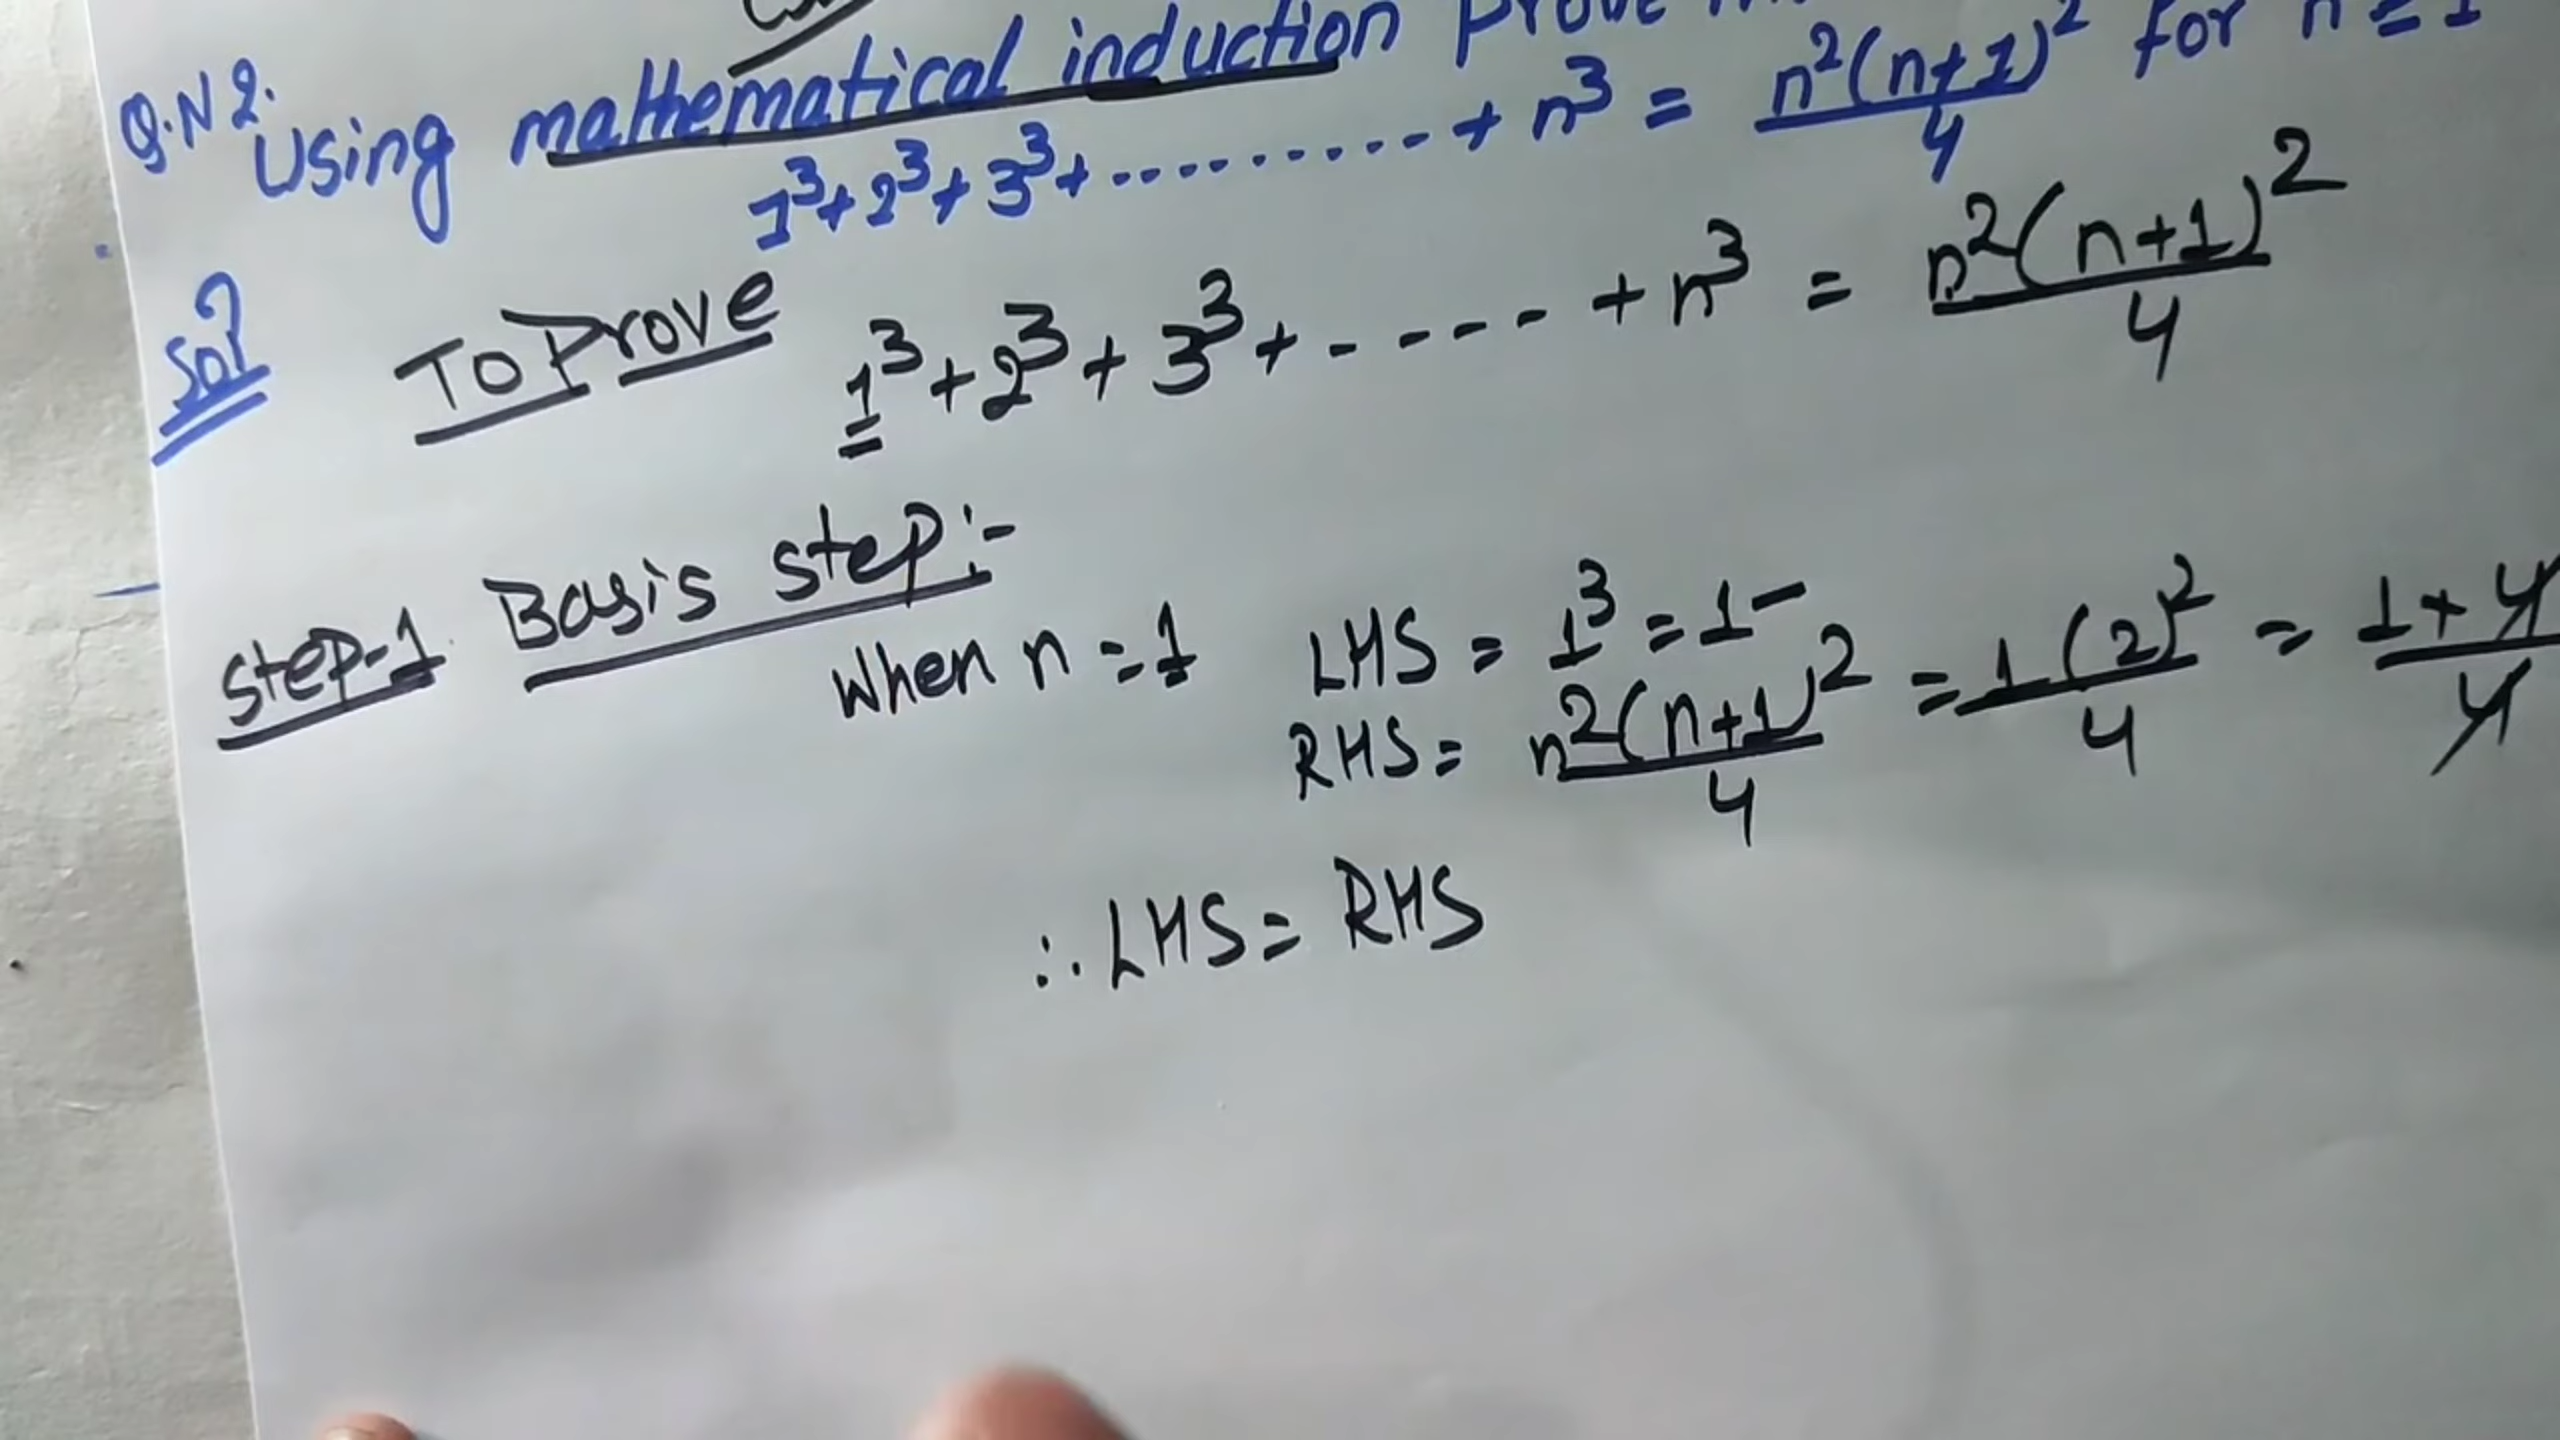 Q.N 2. Using mathematical induction Prove
1³+2³+3³+..........+n³ = n²(n+1)²/4 for n ≥ 1
Sol
To Prove 1³+2³+3³+----+n³ = n²(n+1)²/4
Step-1 Basis step:-
When n=1 LHS = 1³ = 1
RHS = n²(n+1)²/4 = 1(2)²/4 = 1+4/4
∴ LHS = RHS